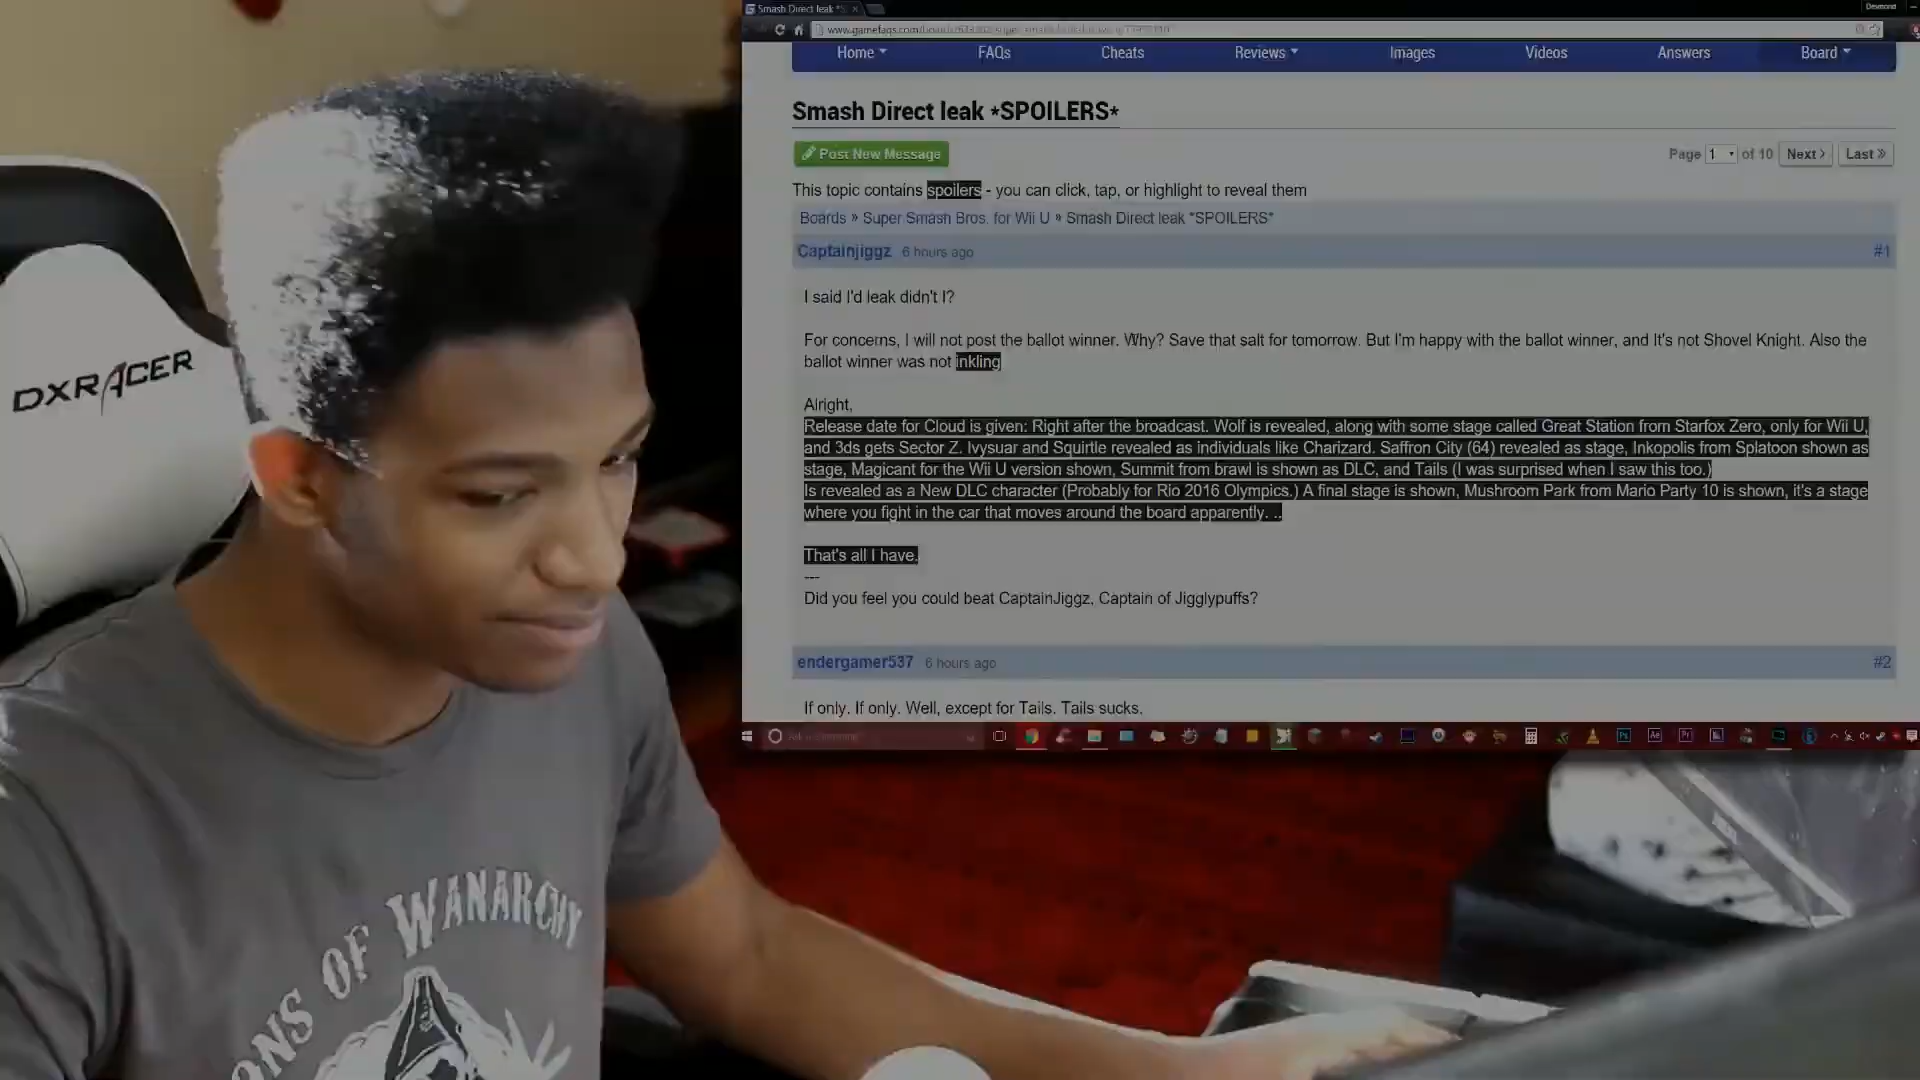 Smash Direct leak *S
Desmond
Home
FAQs
Cheats
Reviews
Images
Videos
Answers
Board
Smash Direct leak *SPOILERS*
Post New Message
Page 1 of 10 Next Last
This topic contains spoilers - you can click, tap, or highlight to reveal them
Boards » Super Smash Bros. for Wii U » Smash Direct leak *SPOILERS*
Captainjiggz 6 hours ago #1
I said I'd leak didn't I?
For concerns, I will not post the ballot winner. Why? Save that salt for tomorrow. But I'm happy with the ballot winner, and It's not Shovel Knight. Also the
ballot winner was not inkling
Alright,
Release date for Cloud is given: Right after the broadcast. Wolf is revealed, along with some stage called Great Station from Starfox Zero, only for Wii U,
and 3ds gets Sector Z. Ivysuar and Squirtle revealed as individuals like Charizard. Saffron City (64) revealed as stage, Inkopolis from Splatoon shown as
stage, Magicant for the Wii U version shown, Summit from brawl is shown as DLC, and Tails (I was surprised when I saw this too.)
Is revealed as a New DLC character (Probably for Rio 2016 Olympics.) A final stage is shown, Mushroom Park from Mario Party 10 is shown, it's a stage
where you fight in the car that moves around the board apparently. ..
That's all I have.
---
Did you feel you could beat CaptainJiggz, Captain of Jigglypuffs?
endergamer537 6 hours ago #2
If only. If only. Well, except for Tails. Tails sucks.
DXRACER
ONS OF WANARCHY